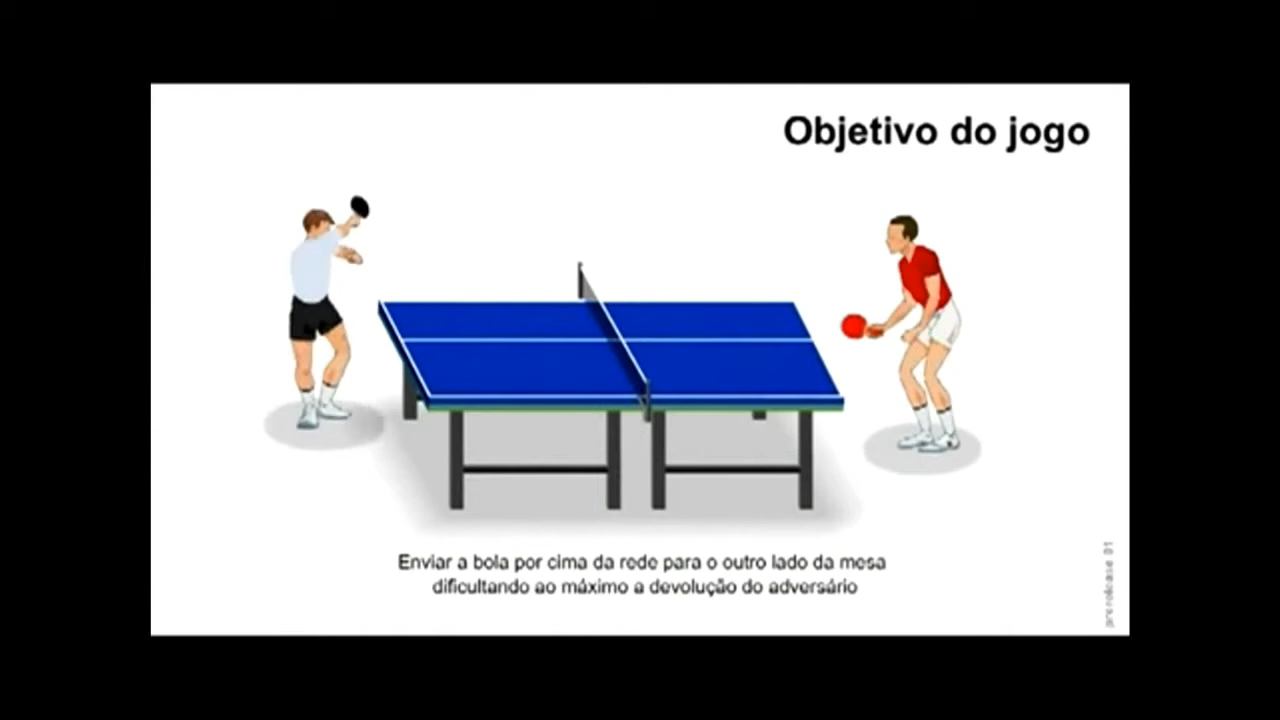 Objetivo do jogo
Enviar a bola por cima da rede para o outro lado da mesa
dificultando ao máximo a devolução do adversário